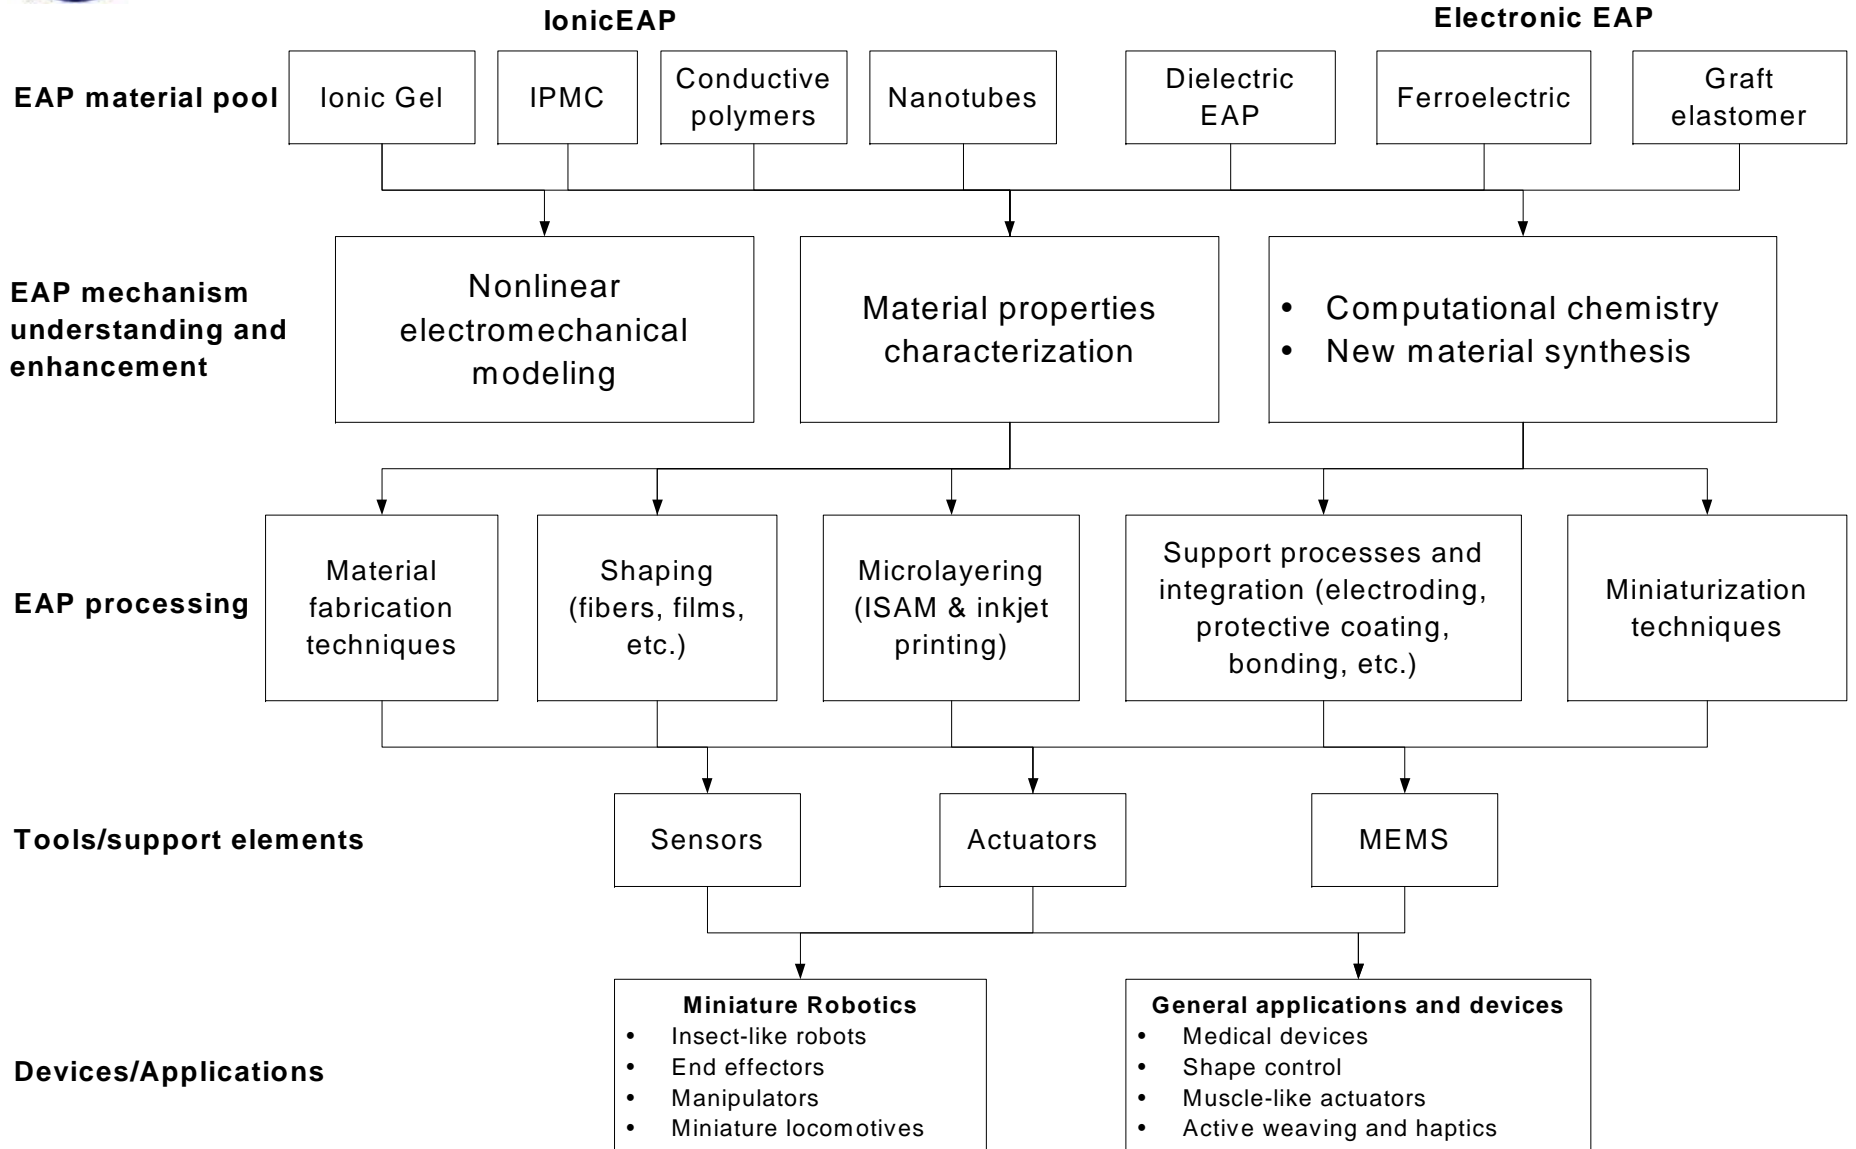 IonicEAP
Electronic EAP
EAP material pool
Ionic Gel
IPMC
Conductive
polymers
Nanotubes
Dielectric
EAP
Ferroelectric
Graft
elastomer
EAP mechanism
understanding and
enhancement
Nonlinear
electromechanical
modeling
Material properties
characterization
• Computational chemistry
• New material synthesis
EAP processing
Material
fabrication
techniques
Shaping
(fibers, films,
etc.)
Microlayering
(ISAM & inkjet
printing)
Support processes and
integration (electroding,
protective coating,
bonding, etc.)
Miniaturization
techniques
Tools/support elements
Sensors
Actuators
MEMS
Devices/Applications
Miniature Robotics
• Insect-like robots
• End effectors
• Manipulators
• Miniature locomotives
General applications and devices
• Medical devices
• Shape control
• Muscle-like actuators
• Active weaving and haptics